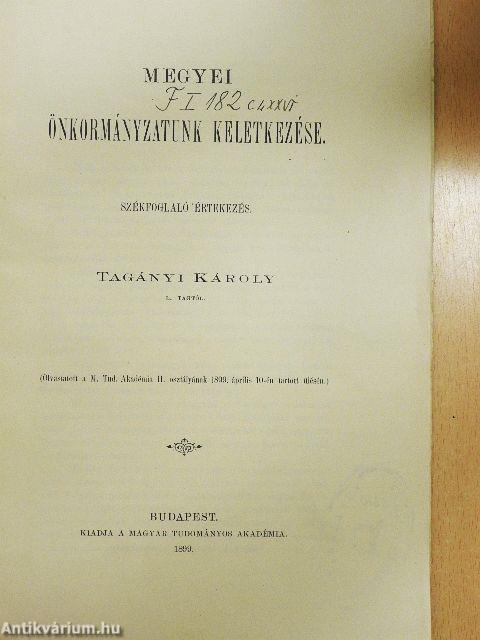 MEGYEI
F I 182
ÖNKORMÁNYZATUNK KELETKEZÉSE.
SZÉKFOGLALÓ ÉRTEKEZÉS.
TAGÁNYI KÁROLY
L. TAGTÓL.
(Olvastatott a M. Tud. Akadémia II. osztályának 1899. április 10-én tartott ülésén.)
BUDAPEST.
KIADJA A MAGYAR TUDOMÁNYOS AKADÉMIA.
1899.
Antikvárium.hu